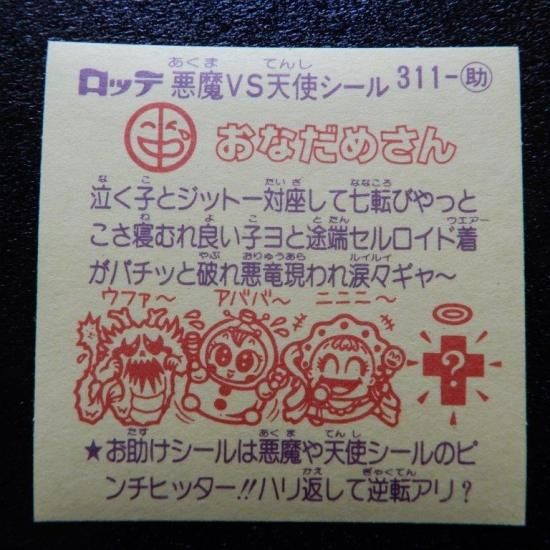 ロッテ 悪魔VS天使シール 311-助
おなだめさん
泣く子とジットー対座して七転びやっと
こさ寝むれ良い子ヨと途端セルロイド着
がパチッと破れ悪竜現われ涙々ギャ〜
ウファ〜 アババ〜 ニニニ〜
?
★お助けシールは悪魔や天使シールのピ
ンチヒッター!!ハリ返して逆転アリ?